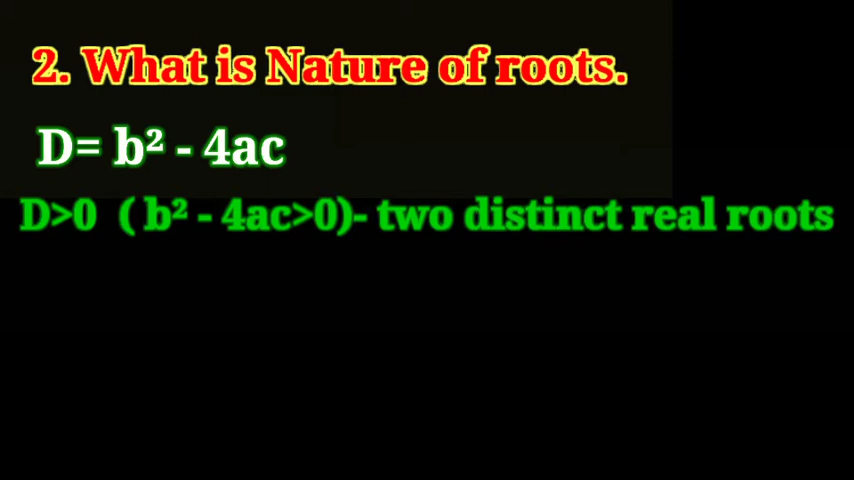 2. What is Nature of roots.
D= b² - 4ac
D>0 ( b² - 4ac>0)- two distinct real roots